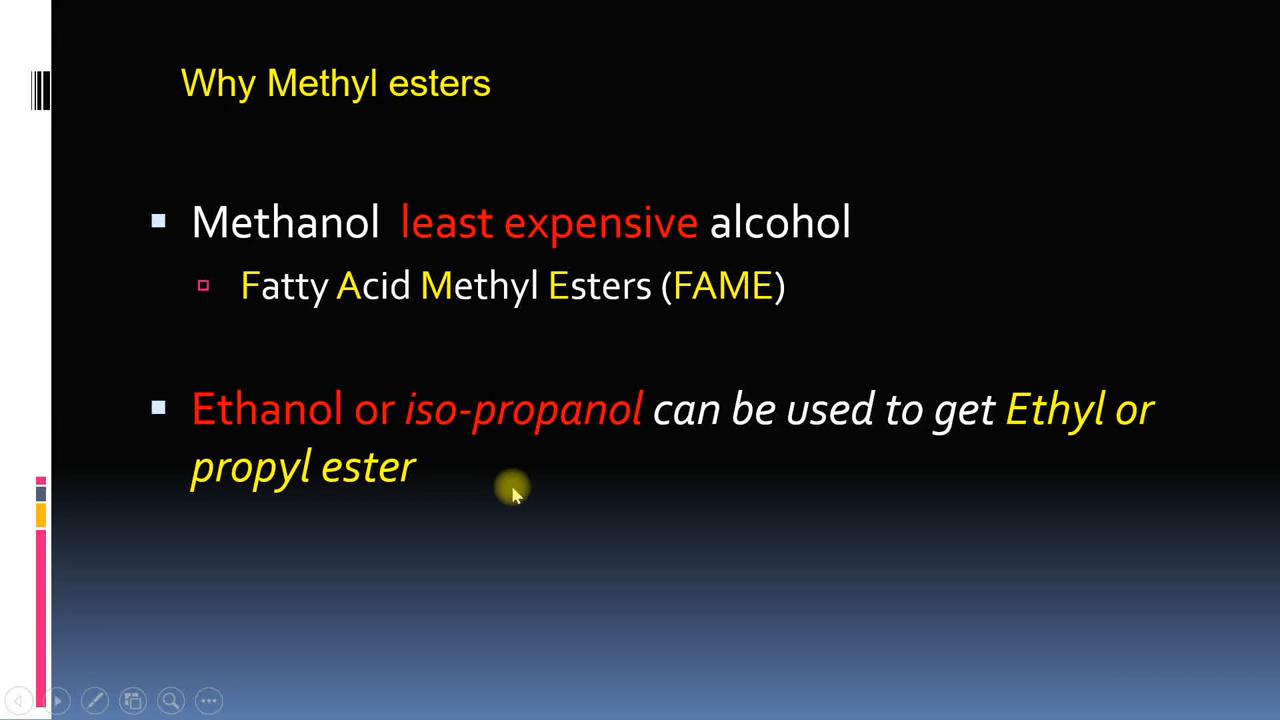 Why Methyl esters
Methanol least expensive alcohol
Fatty Acid Methyl Esters (FAME)
Ethanol or iso-propanol can be used to get Ethyl or
propyl ester